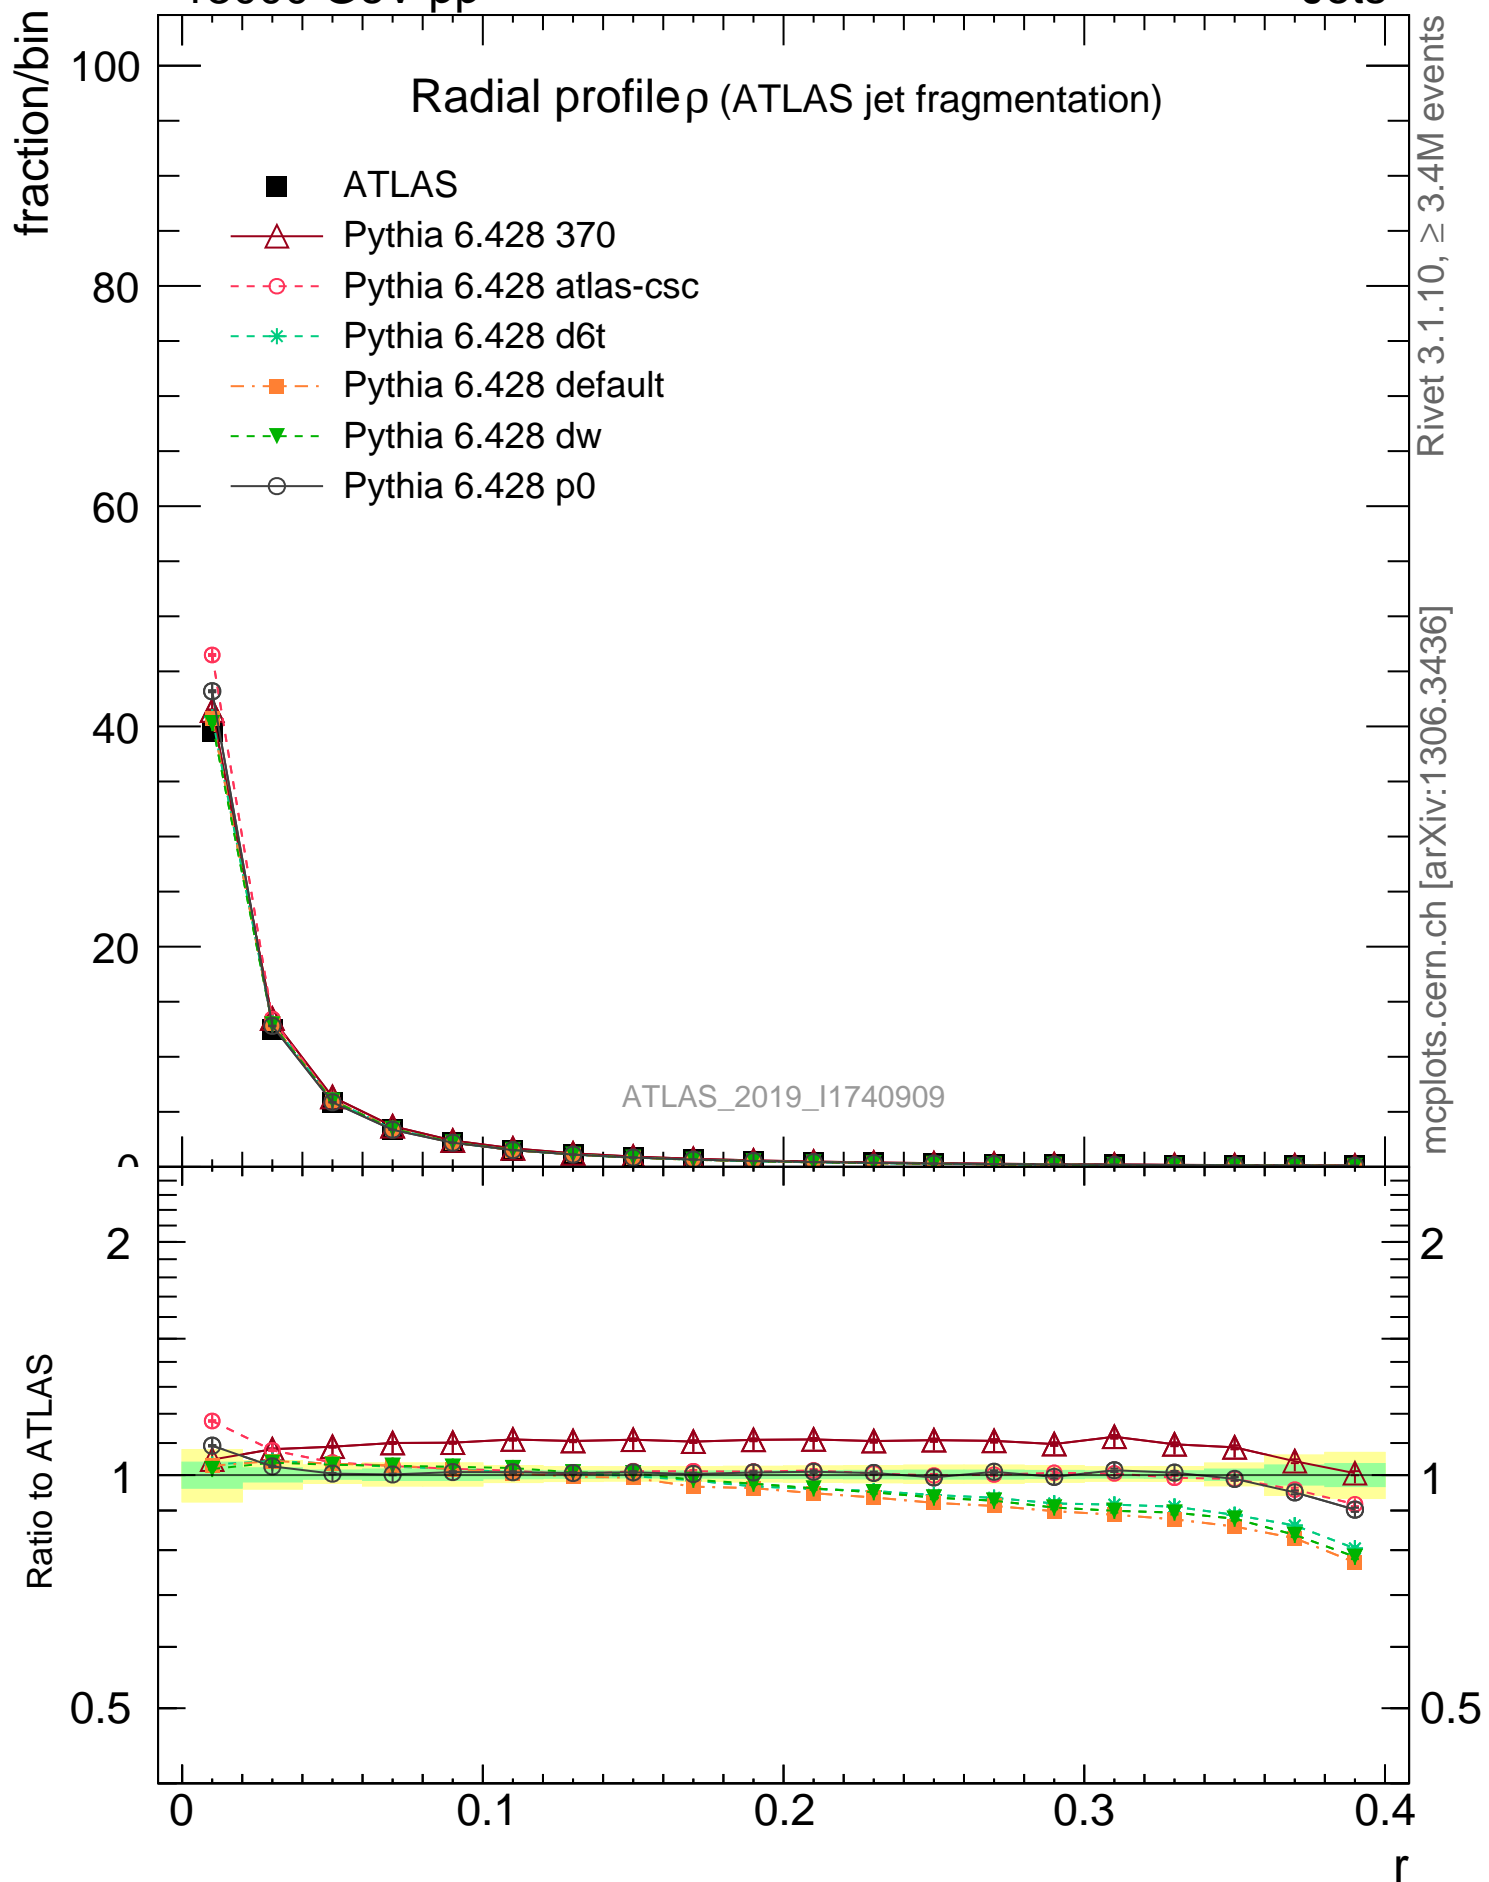 fraction/bin
100
80
60
40
20
0
Radial profileρ (ATLAS jet fragmentation)
ATLAS
Pythia 6.428 370
Pythia 6.428 atlas-csc
Pythia 6.428 d6t
Pythia 6.428 default
Pythia 6.428 dw
Pythia 6.428 p0
ATLAS_2019_I1740909
Rivet 3.1.10, ≥ 3.4M events
mcplots.cern.ch [arXiv:1306.3436]
Ratio to ATLAS
2
1
0.5
2
1
0.5
0 0.1 0.2 0.3 0.4
r